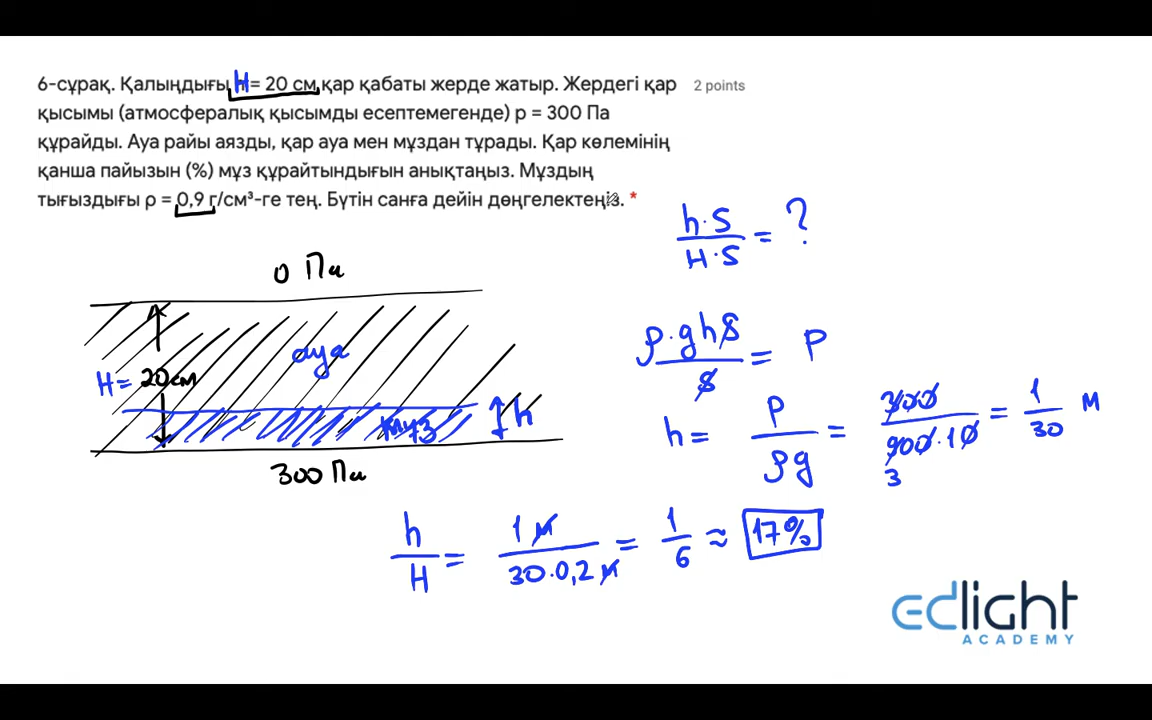 6-сұрақ. Қалыңдығы H = 20 см қар қабаты жерде жатыр. Жердегі қар
2 points
қысымы (атмосфералық қысымды есептемегенде) p = 300 Па
құрайды. Ауа райы аязды, қар ауа мен мұздан тұрады. Қар көлемінің
қанша пайызын (%) мұз құрайтындығын анықтаңыз. Мұздың
тығыздығы ρ = 0,9 г/см³-ге тең. Бүтін санға дейін дөңгелектеңіз. *
h·S / H·S = ?
0 Па
ρ·ghS / S = P
ауа
H = 20см
h
муз
h = P / ρg = 300 / 900·10 = 1 / 30 м
3
300 Па
h / H = 1 м / 30·0,2 м = 1 / 6 ≈ 17%
edlight
ACADEMY